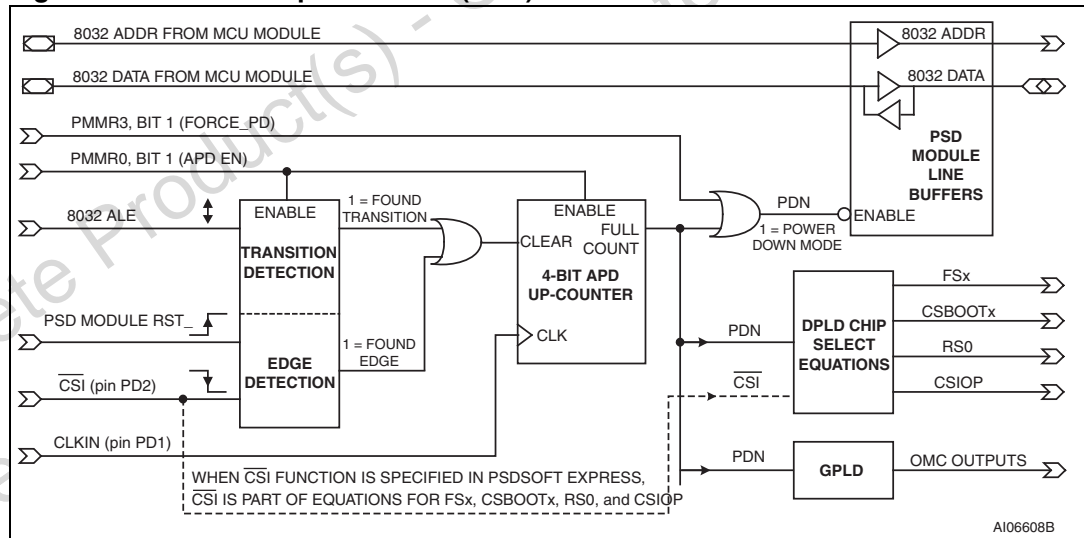 8032 ADDR FROM MCU MODULE
8032 ADDR
8032 DATA FROM MCU MODULE
8032 DATA
PMMR3, BIT 1 (FORCE_PD)
PMMR0, BIT 1 (APD EN)
PSD
MODULE
LINE
BUFFERS
8032 ALE
ENABLE
TRANSITION
DETECTION
1 = FOUND
TRANSITION
ENABLE
FULL
COUNT
CLEAR
4-BIT APD
UP-COUNTER
CLK
PDN
1 = POWER
DOWN MODE
ENABLE
PSD MODULE RST_
EDGE
DETECTION
1 = FOUND
EDGE
CSI (pin PD2)
CLKIN (pin PD1)
PDN
CSI
DPLD CHIP
SELECT
EQUATIONS
FSx
CSBOOTx
RS0
CSIOP
PDN
GPLD
OMC OUTPUTS
WHEN CSI FUNCTION IS SPECIFIED IN PSDSOFT EXPRESS,
CSI IS PART OF EQUATIONS FOR FSx, CSBOOTx, RS0, and CSIOP
AI06608B
ete Product(s) -